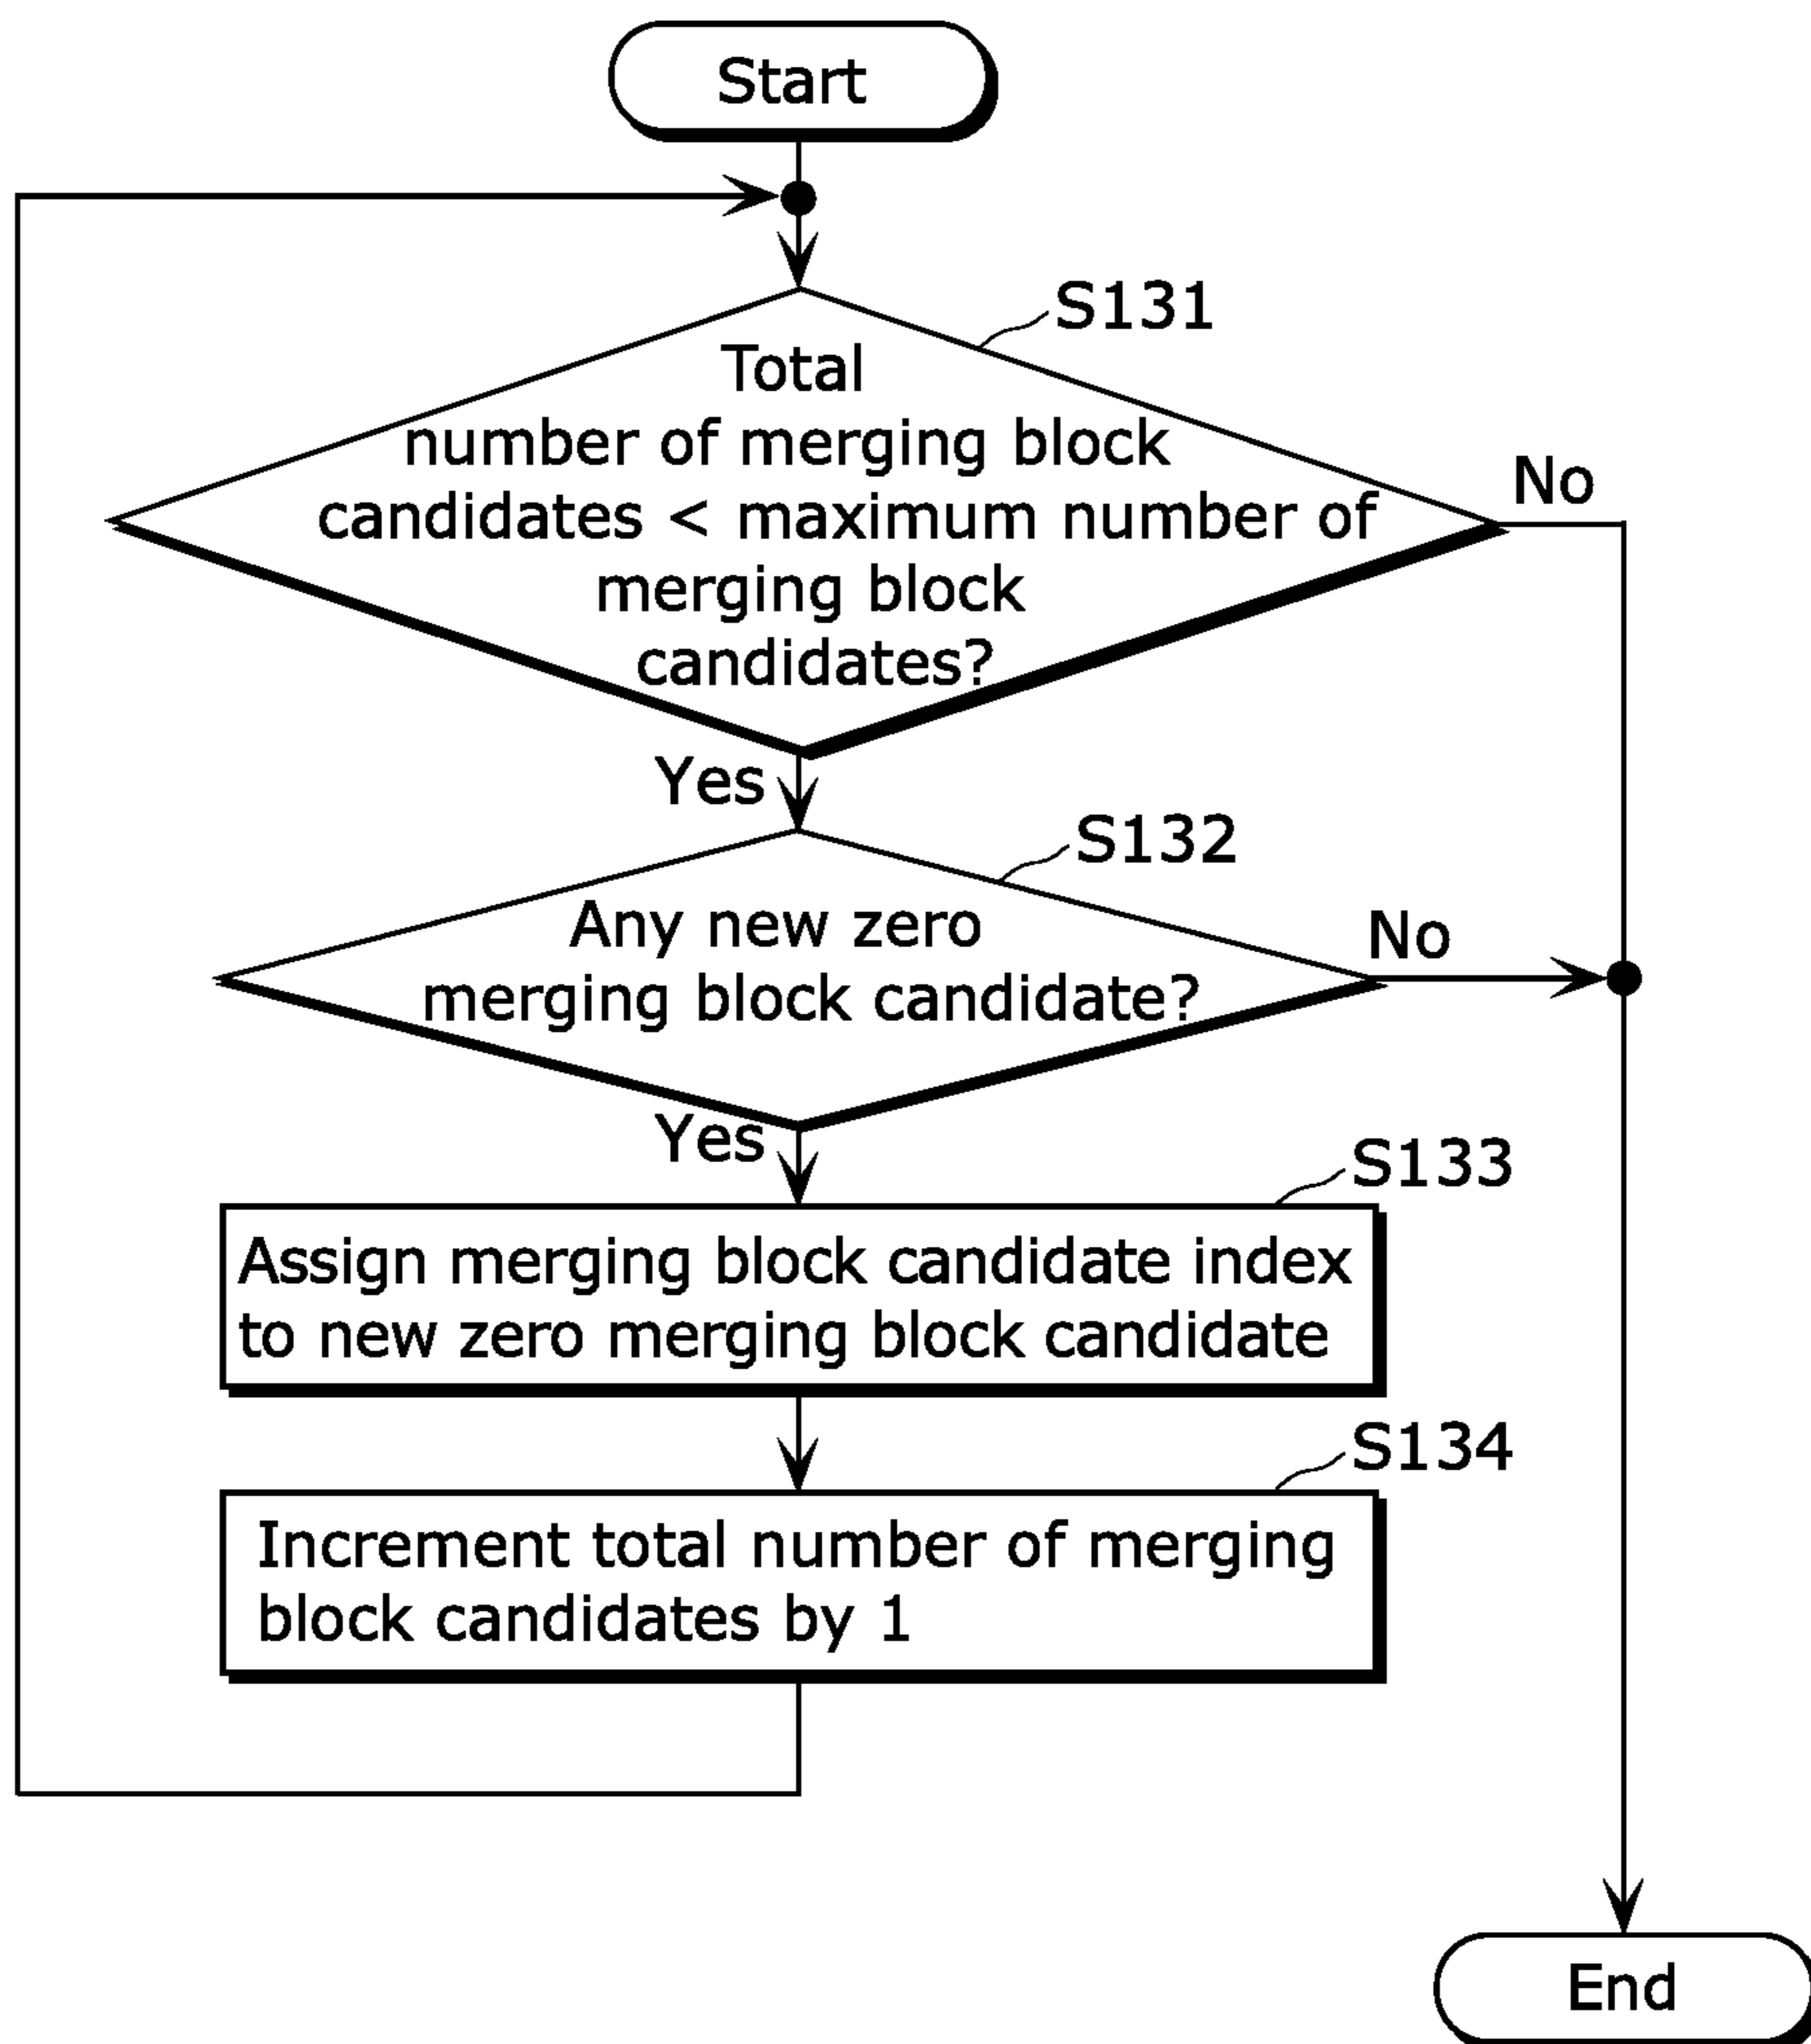 Start
S131
Total
number of merging block
candidates < maximum number of
merging block
candidates?
No
Yes
S132
Any new zero
merging block candidate?
No
Yes
S133
Assign merging block candidate index
to new zero merging block candidate
S134
Increment total number of merging
block candidates by 1
End